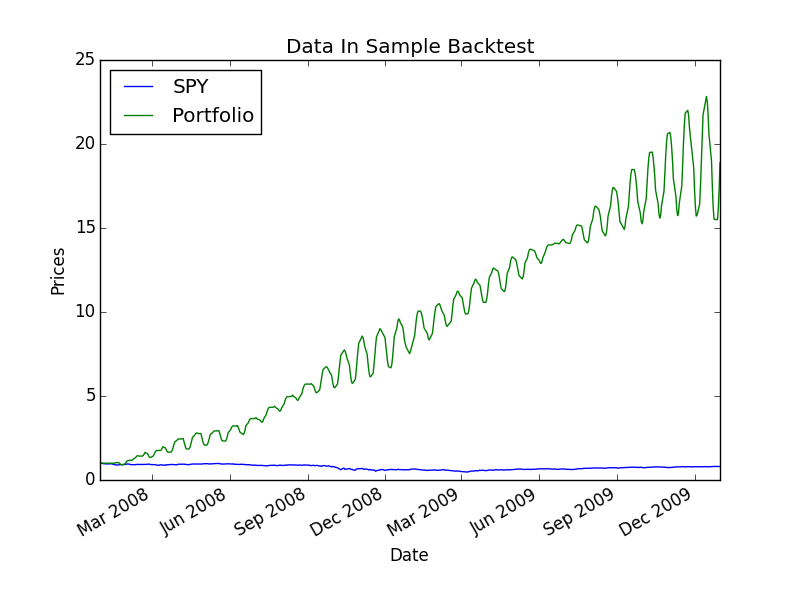 Data In Sample Backtest
SPY
Portfolio
25
20
15
10
5
0
Prices
Mar 2008
Jun 2008
Sep 2008
Dec 2008
Mar 2009
Jun 2009
Sep 2009
Dec 2009
Date